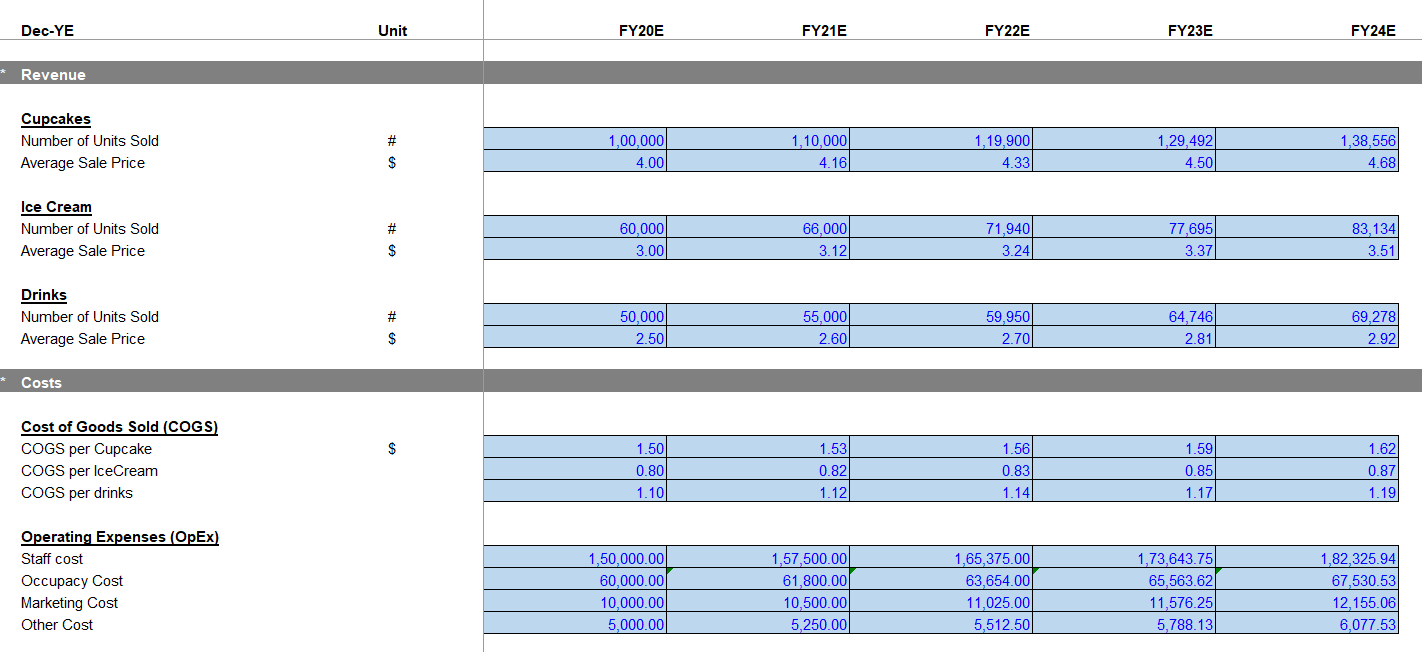 Dec-YE Unit FY20E FY21E FY22E FY23E FY24E
* Revenue
Cupcakes
Number of Units Sold # 1,00,000 1,10,000 1,19,900 1,29,492 1,38,556
Average Sale Price $ 4.00 4.16 4.33 4.50 4.68
Ice Cream
Number of Units Sold # 60,000 66,000 71,940 77,695 83,134
Average Sale Price $ 3.00 3.12 3.24 3.37 3.51
Drinks
Number of Units Sold # 50,000 55,000 59,950 64,746 69,278
Average Sale Price $ 2.50 2.60 2.70 2.81 2.92
* Costs
Cost of Goods Sold (COGS)
COGS per Cupcake $ 1.50 1.53 1.56 1.59 1.62
COGS per IceCream 0.80 0.82 0.83 0.85 0.87
COGS per drinks 1.10 1.12 1.14 1.17 1.19
Operating Expenses (OpEx)
Staff cost 1,50,000.00 1,57,500.00 1,65,375.00 1,73,643.75 1,82,325.94
Occupacy Cost 60,000.00 61,800.00 63,654.00 65,563.62 67,530.53
Marketing Cost 10,000.00 10,500.00 11,025.00 11,576.25 12,155.06
Other Cost 5,000.00 5,250.00 5,512.50 5,788.13 6,077.53